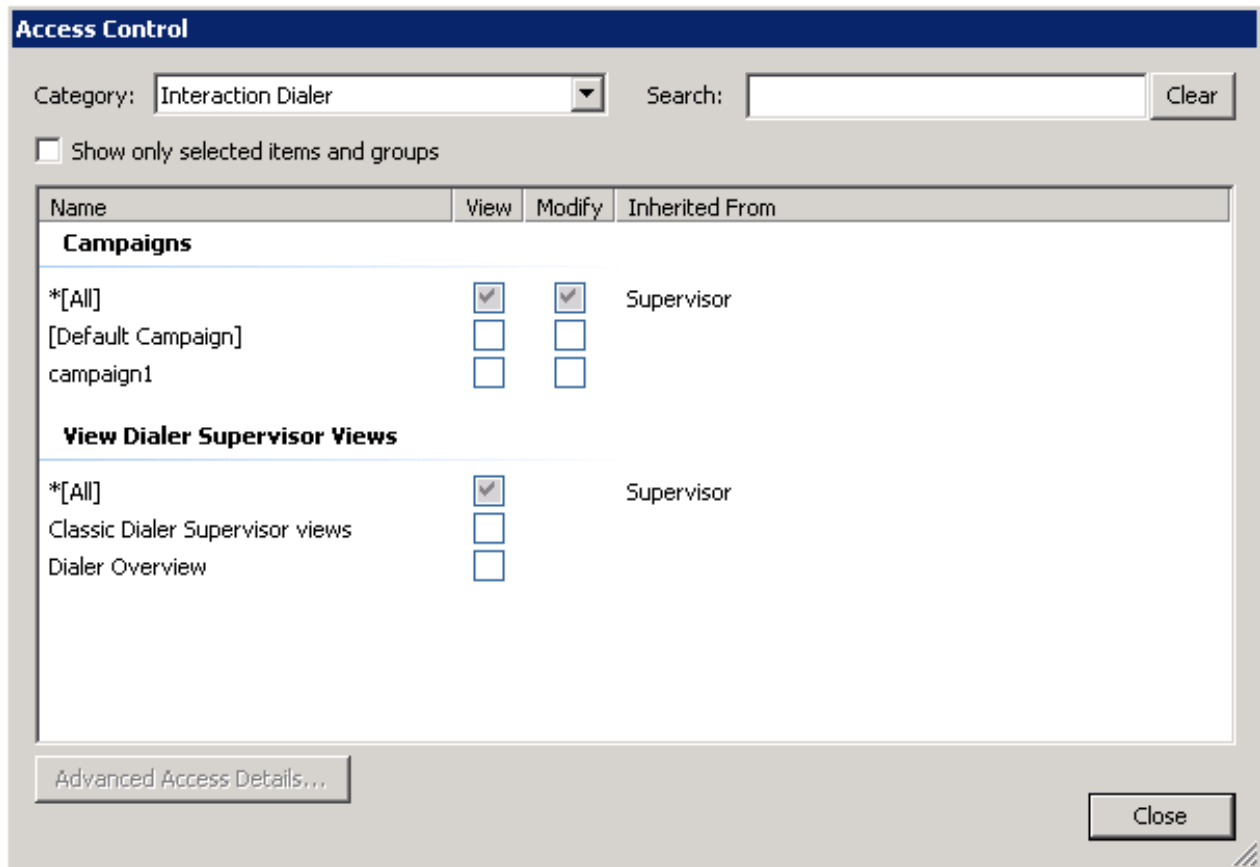 Access Control
Category: Interaction Dialer Search: Clear
Show only selected items and groups
Name View Modify Inherited From
Campaigns
*[All] Supervisor
[Default Campaign]
campaign1
View Dialer Supervisor Views
*[All] Supervisor
Classic Dialer Supervisor views
Dialer Overview
Advanced Access Details...
Close